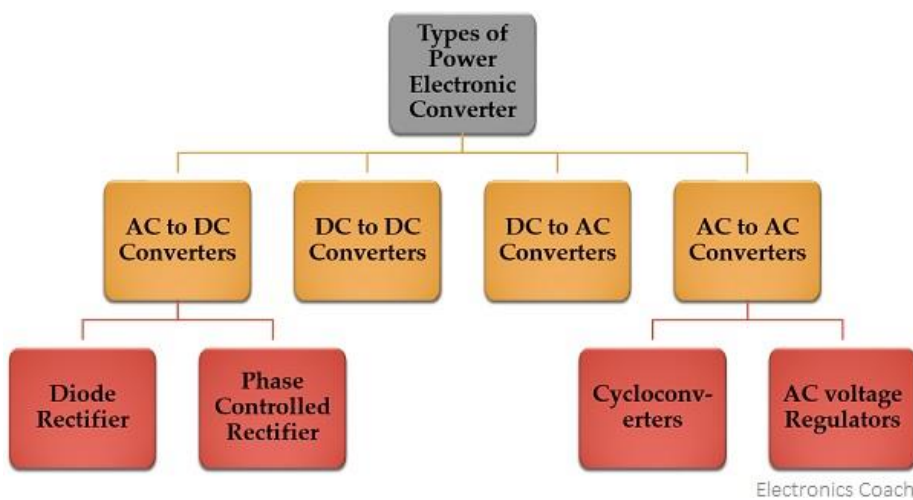 Types of
Power
Electronic
Converter
AC to DC
Converters
DC to DC
Converters
DC to AC
Converters
AC to AC
Converters
Diode
Rectifier
Phase
Controlled
Rectifier
Cycloconv-
erters
AC voltage
Regulators
Electronics Coach